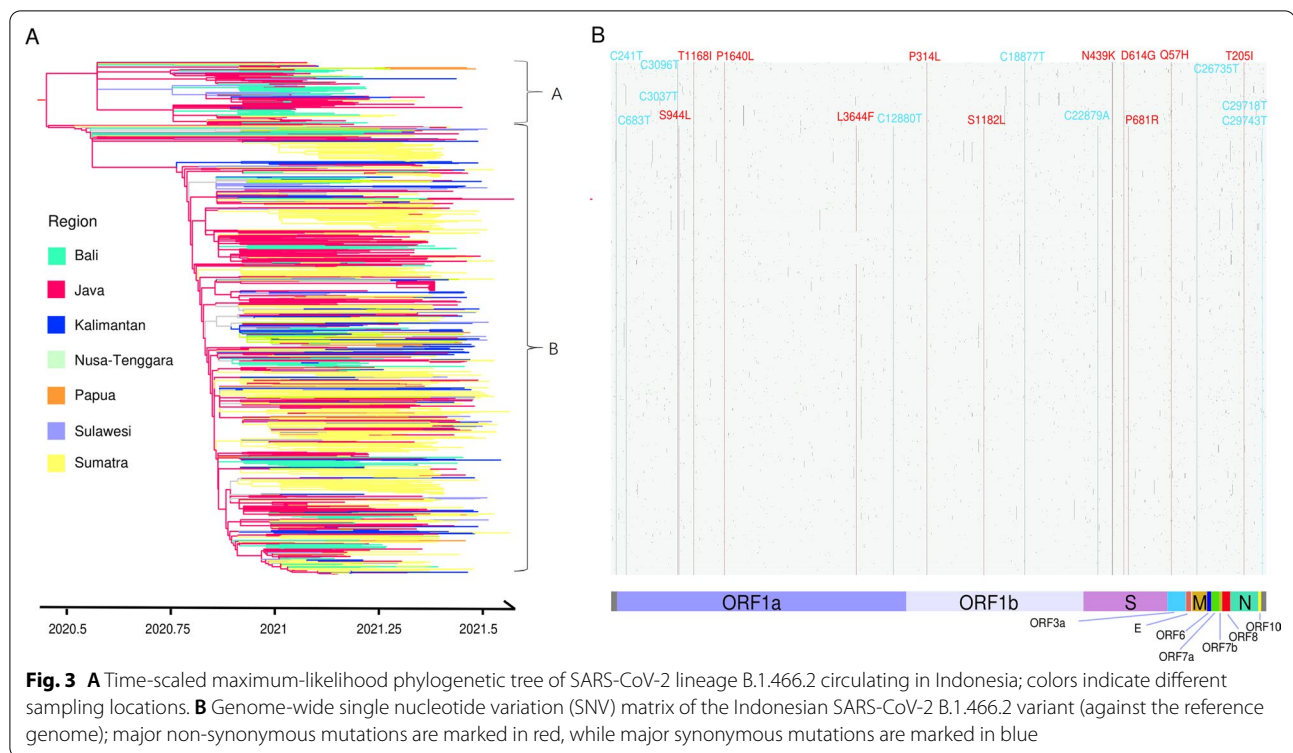 A
B
C241T
T1168I
P1640L
P314L
C18877T
N439K
D614G
Q57H
T205I
C3096T
C26735T
C3037T
C29718T
C683T
S944L
L3644F
C12880T
S1182L
C22879A
P681R
C29743T
A
B
Region
Bali
Java
Kalimantan
Nusa-Tenggara
Papua
Sulawesi
Sumatra
2020.5
2020.75
2021
2021.25
2021.5
ORF1a
ORF1b
S
M
N
ORF3a
E
ORF6
ORF7a
ORF7b
ORF8
ORF10
Fig. 3 A Time-scaled maximum-likelihood phylogenetic tree of SARS-CoV-2 lineage B.1.466.2 circulating in Indonesia; colors indicate different
sampling locations. B Genome-wide single nucleotide variation (SNV) matrix of the Indonesian SARS-CoV-2 B.1.466.2 variant (against the reference
genome); major non-synonymous mutations are marked in red, while major synonymous mutations are marked in blue